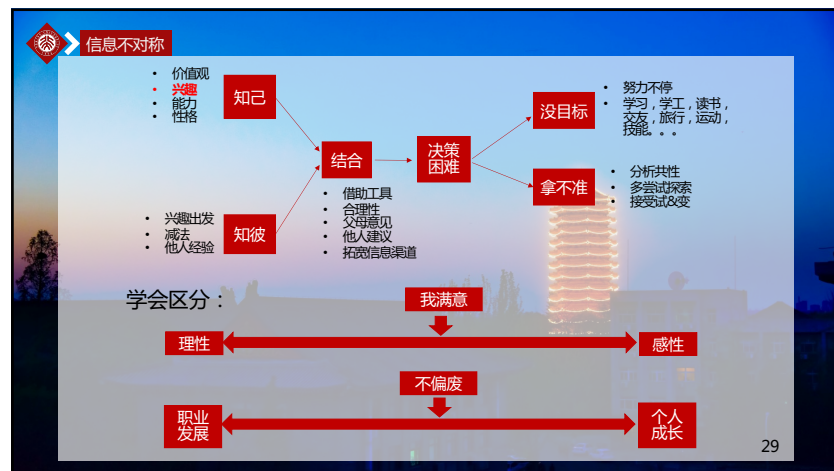 信息不对称
• 价值观
• 兴趣
• 能力
• 性格
知己
• 兴趣出发
• 减法
• 他人经验
知彼
结合
• 借助工具
• 合理性
• 父母意见
• 他人建议
• 拓宽信息渠道
决策
困难
没目标
• 努力不停
• 学习，学工，读书，
交友，旅行，运动，
技能。。。
拿不准
• 分析共性
• 多尝试探索
• 接受试&变
学会区分：
我满意
理性
感性
不偏废
职业
发展
个人
成长
29